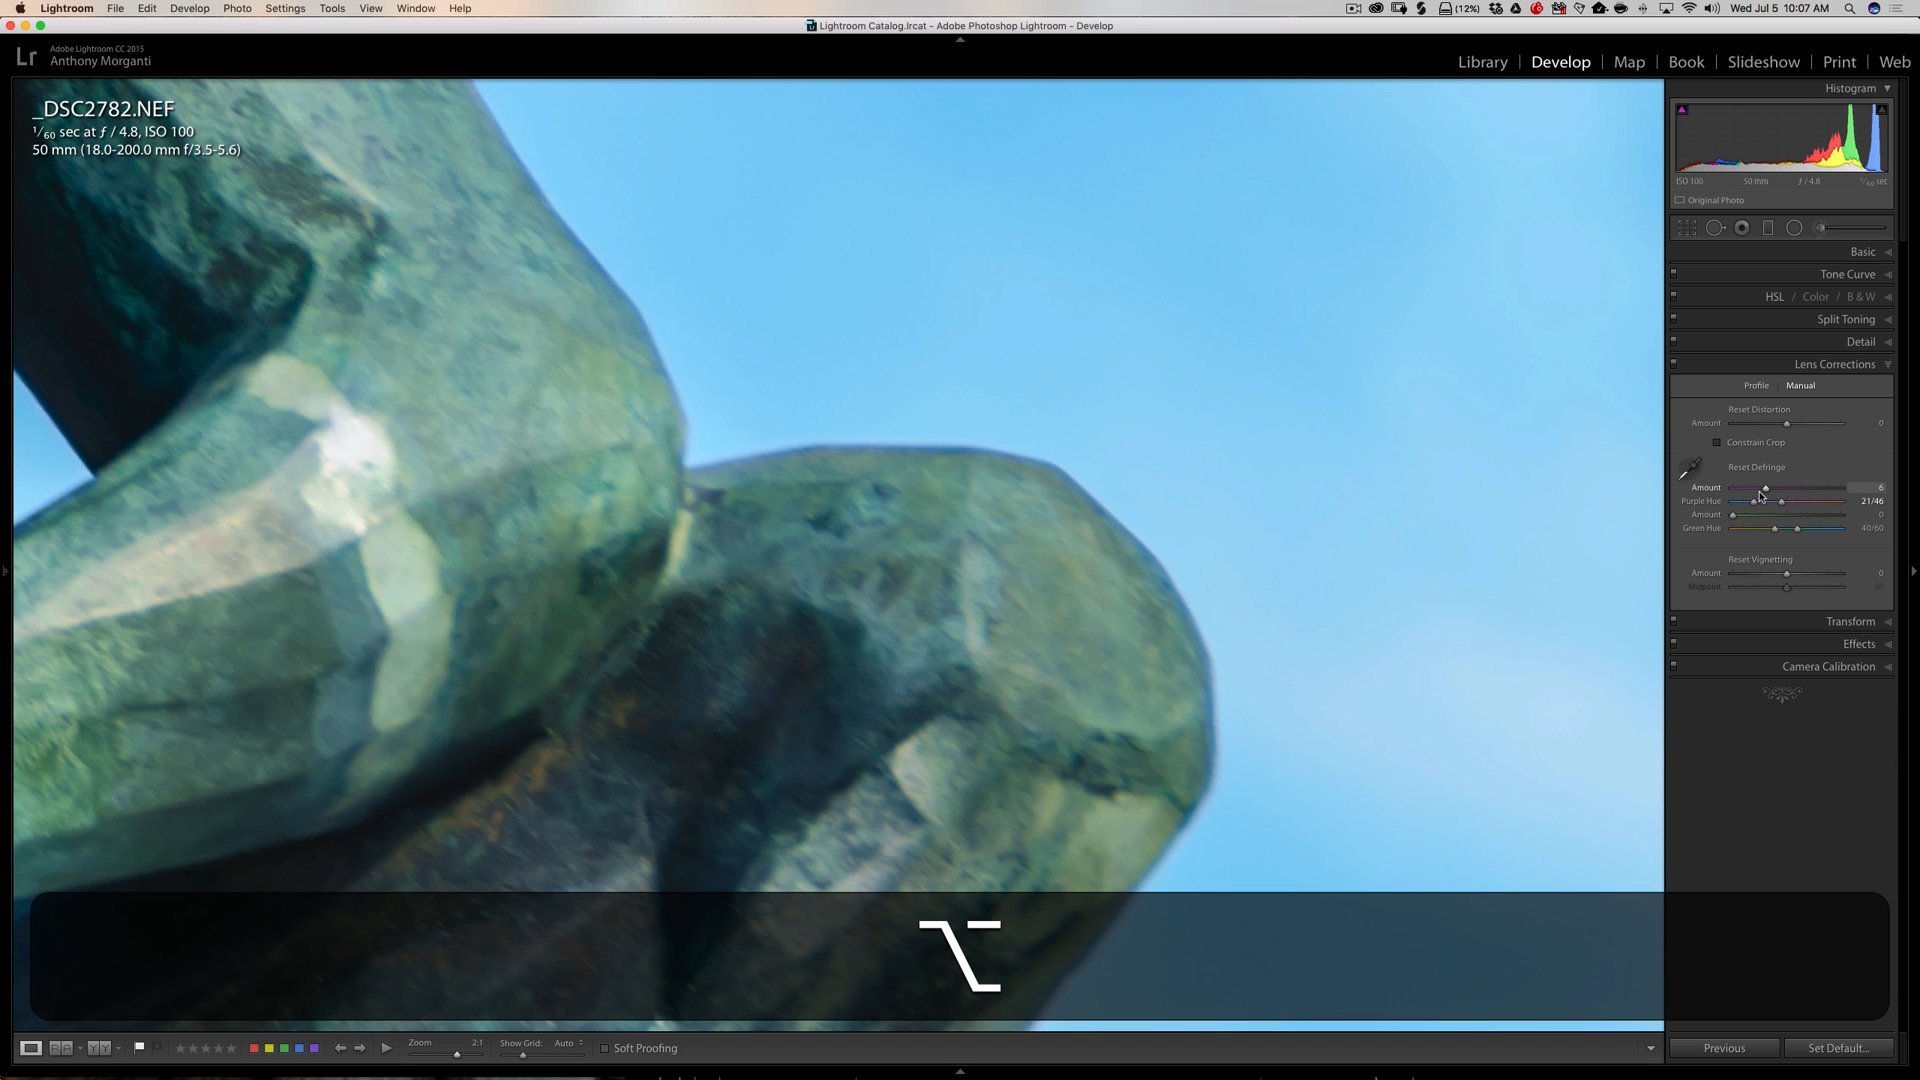 Lightroom File Edit Develop Photo Settings Tools View Window Help (12%) Wed Jul 5 10:07 AM
Lightroom Catalog.lrcat - Adobe Photoshop Lightroom - Develop
Lr Adobe Lightroom CC 2015
Anthony Morganti
Library | Develop | Map | Book | Slideshow | Print | Web
_DSC2782.NEF
1/60 sec at ƒ / 4.8, ISO 100
50 mm (18.0-200.0 mm f/3.5-5.6)
Histogram
ISO 100 50 mm ƒ / 4.8 1/60 sec
Original Photo
Basic
Tone Curve
HSL / Color / B & W
Split Toning
Detail
Lens Corrections
Profile Manual
Reset Distortion
Amount 0
Constrain Crop
Reset Defringe
Amount 6
Purple Hue 21/46
Amount 0
Green Hue 40/60
Reset Vignetting
Amount 0
Midpoint
Transform
Effects
Camera Calibration
⌥
Zoom 2:1 Show Grid: Auto Soft Proofing
Previous Set Default...